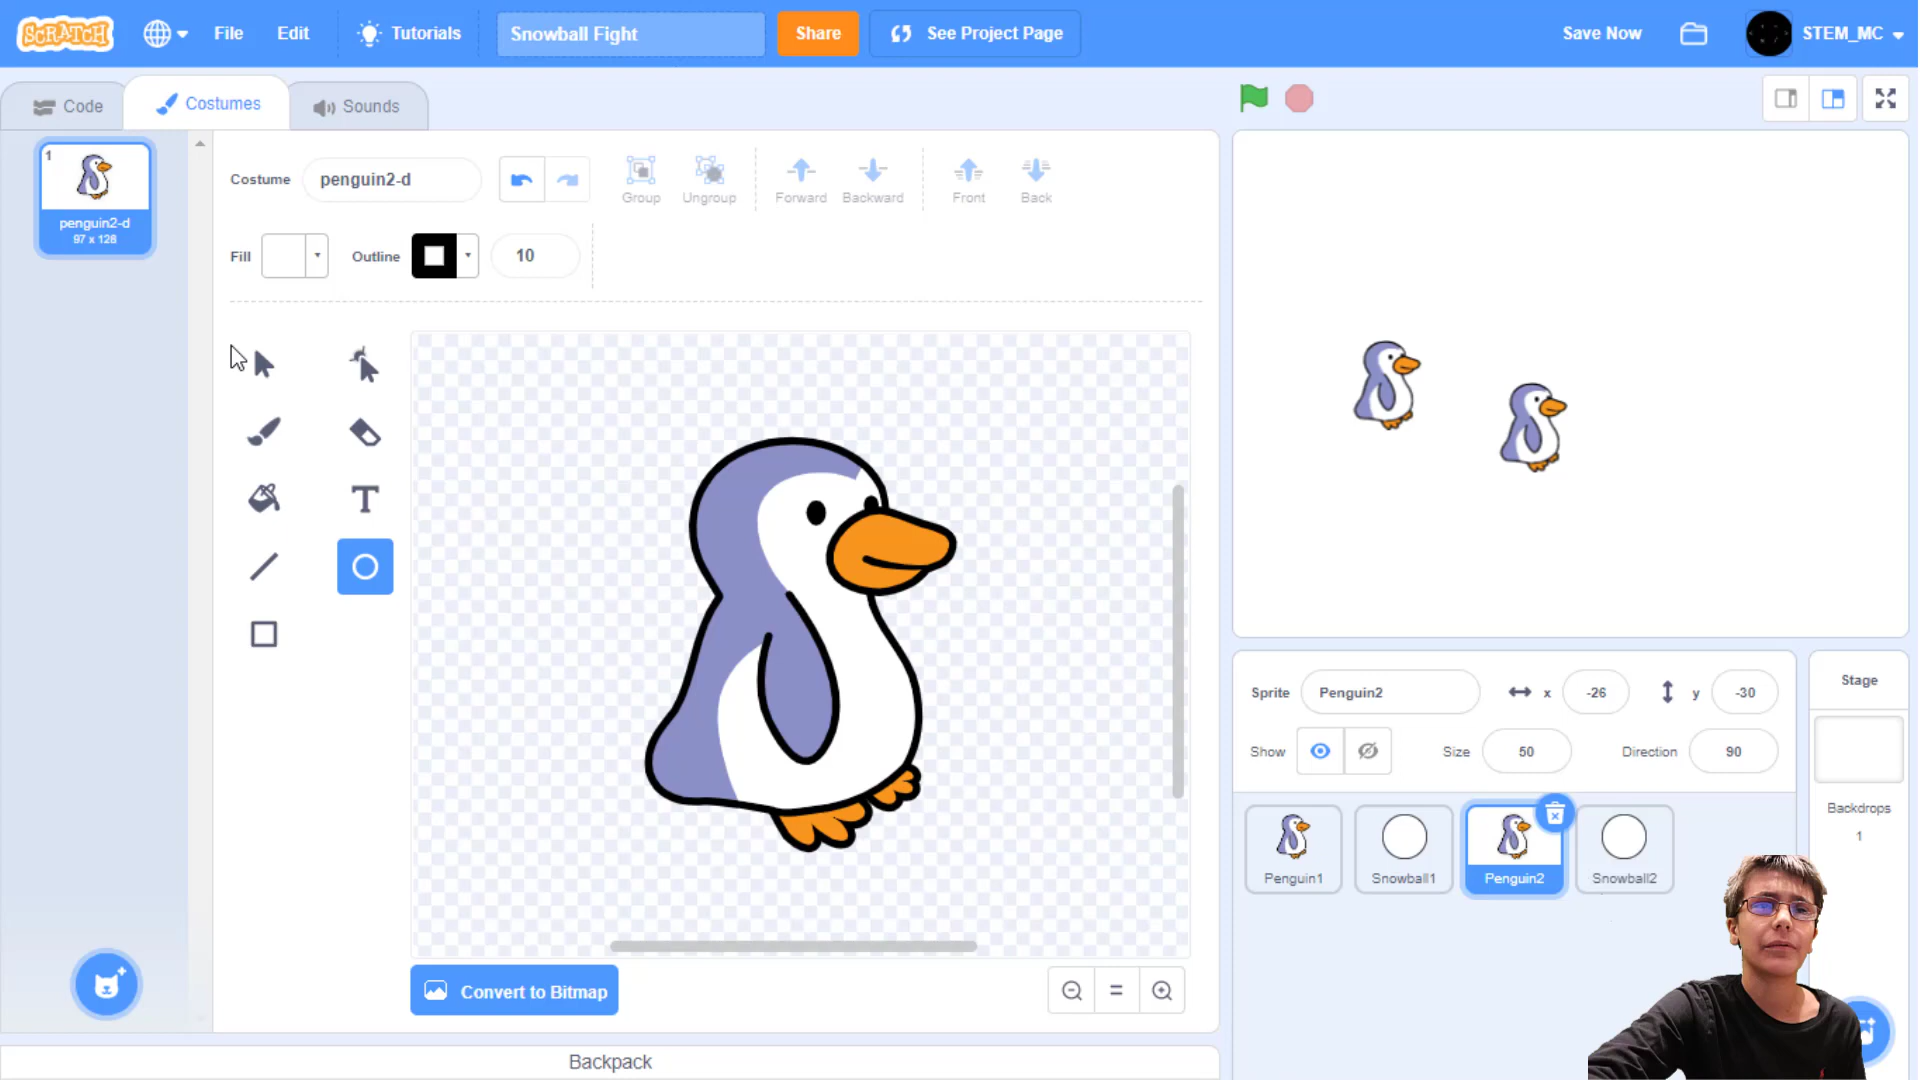 SCRATCH
File
Edit
Tutorials
Snowball Fight
Share
See Project Page
Save Now
STEM_MC
Code
Costumes
Sounds
1
penguin2-d
97 x 128
Costume
penguin2-d
Group
Ungroup
Forward
Backward
Front
Back
Fill
Outline
10
T
Convert to Bitmap
=
Backpack
Sprite
Penguin2
x
-26
y
-30
Show
Size
50
Direction
90
Penguin1
Snowball1
Penguin2
Snowball2
Stage
Backdrops
1